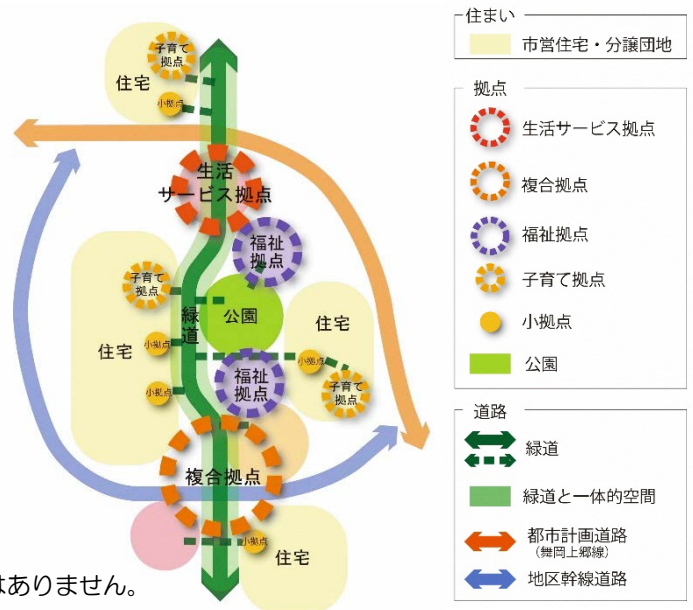 子育て
拠点
住宅
小拠点
生活
サービス拠点
福祉
拠点
子育て
拠点
緑道
公園
住宅
住宅
小拠点
小拠点
小拠点
福祉
拠点
子育て
拠点
複合拠点
小拠点
住宅
はありません。
住まい
市営住宅・分譲団地
拠点
生活サービス拠点
複合拠点
福祉拠点
子育て拠点
小拠点
公園
道路
緑道
緑道と一体的空間
都市計画道路
(舞岡上郷線)
地区幹線道路